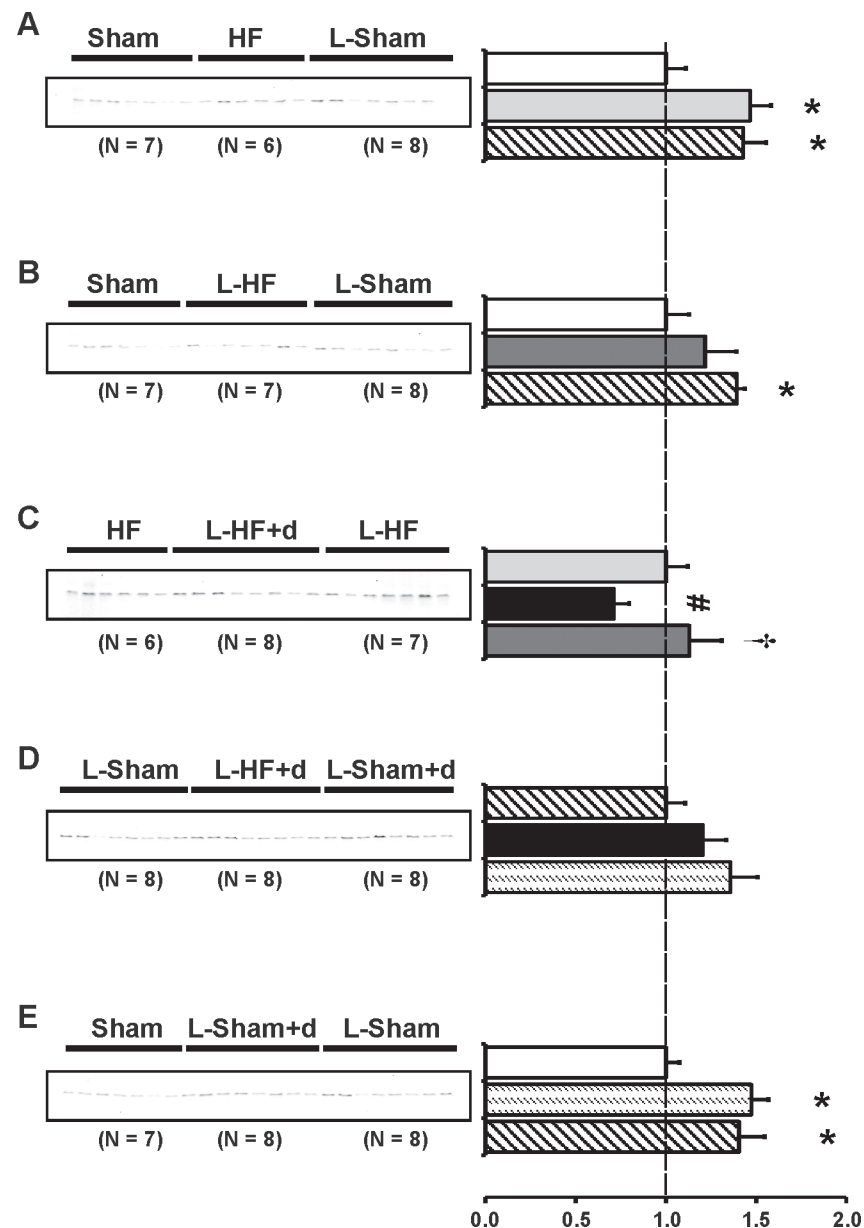 A
Sham HF L-Sham
(N = 7) (N = 6) (N = 8)
*
*
B
Sham L-HF L-Sham
(N = 7) (N = 7) (N = 8)
*
C
HF L-HF+d L-HF
(N = 6) (N = 8) (N = 7)
#
†
D
L-Sham L-HF+d L-Sham+d
(N = 8) (N = 8) (N = 8)
E
Sham L-Sham+d L-Sham
(N = 7) (N = 8) (N = 8)
*
*
0.0 0.5 1.0 1.5 2.0